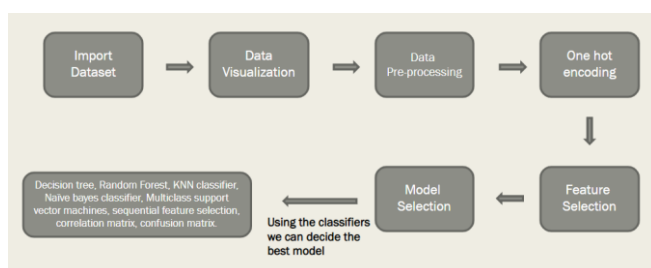 Import
Dataset
Data
Visualization
Data
Pre-processing
One hot
encoding
Feature
Selection
Model
Selection
Using the classifiers
we can decide the
best model
Decision tree, Random Forest, KNN classifier,
Naïve bayes classifier, Multiclass support
vector machines, sequential feature selection,
correlation matrix, confusion matrix.